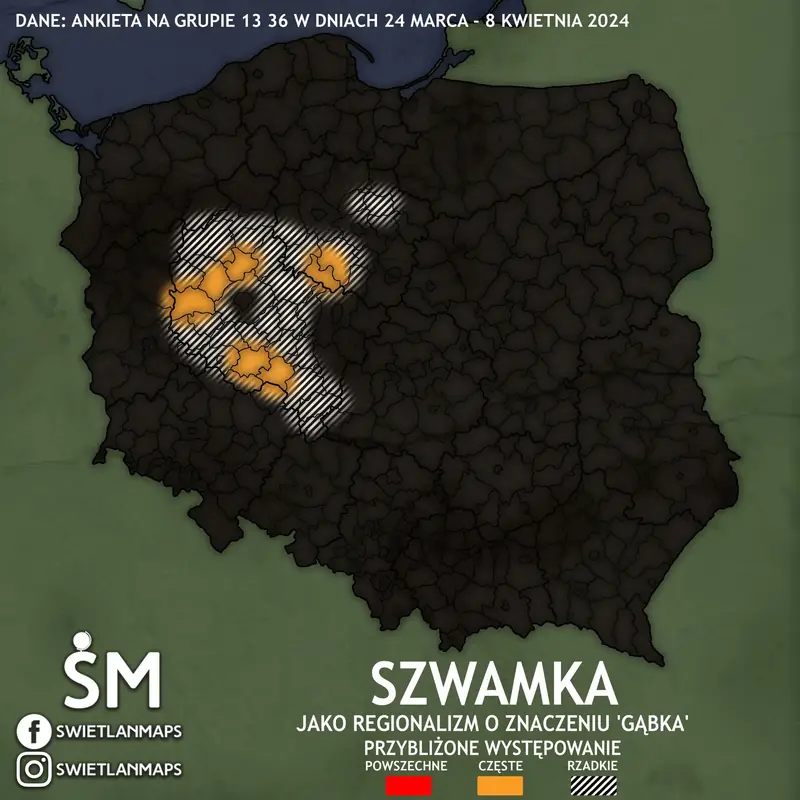 DANE: ANKIETA NA GRUPIE 13 36 W DNIACH 24 MARCA - 8 KWIETNIA 2024
ŚM
SWIETLANMAPS
SWIETLANMAPS
SZWAMKA
JAKO REGIONALIZM O ZNACZENIU 'GĄBKA'
PRZYBLIŻONE WYSTĘPOWANIE
POWSZECHNE CZĘSTE RZADKIE